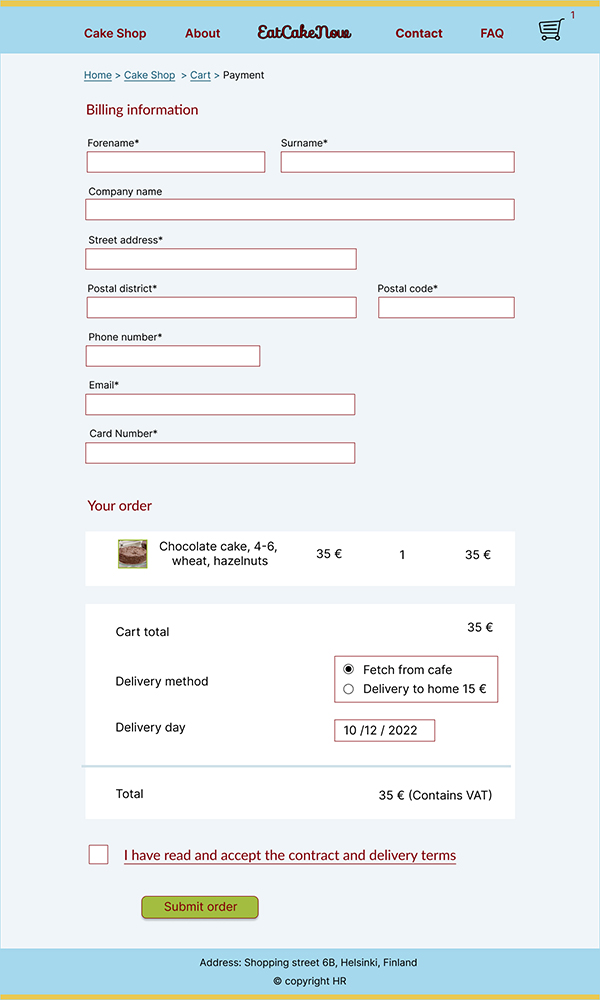 1
Cake Shop About EatCakeNow Contact FAQ
Home > Cake Shop > Cart > Payment
Billing information
Forename* Surname*
Company name
Street address*
Postal district* Postal code*
Phone number*
Email*
Card Number*
Your order
Chocolate cake, 4-6,
wheat, hazelnuts 35 € 1 35 €
Cart total 35 €
Delivery method
Fetch from cafe
Delivery to home 15 €
Delivery day 10 /12 / 2022
Total 35 € (Contains VAT)
I have read and accept the contract and delivery terms
Submit order
Address: Shopping street 6B, Helsinki, Finland
© copyright HR